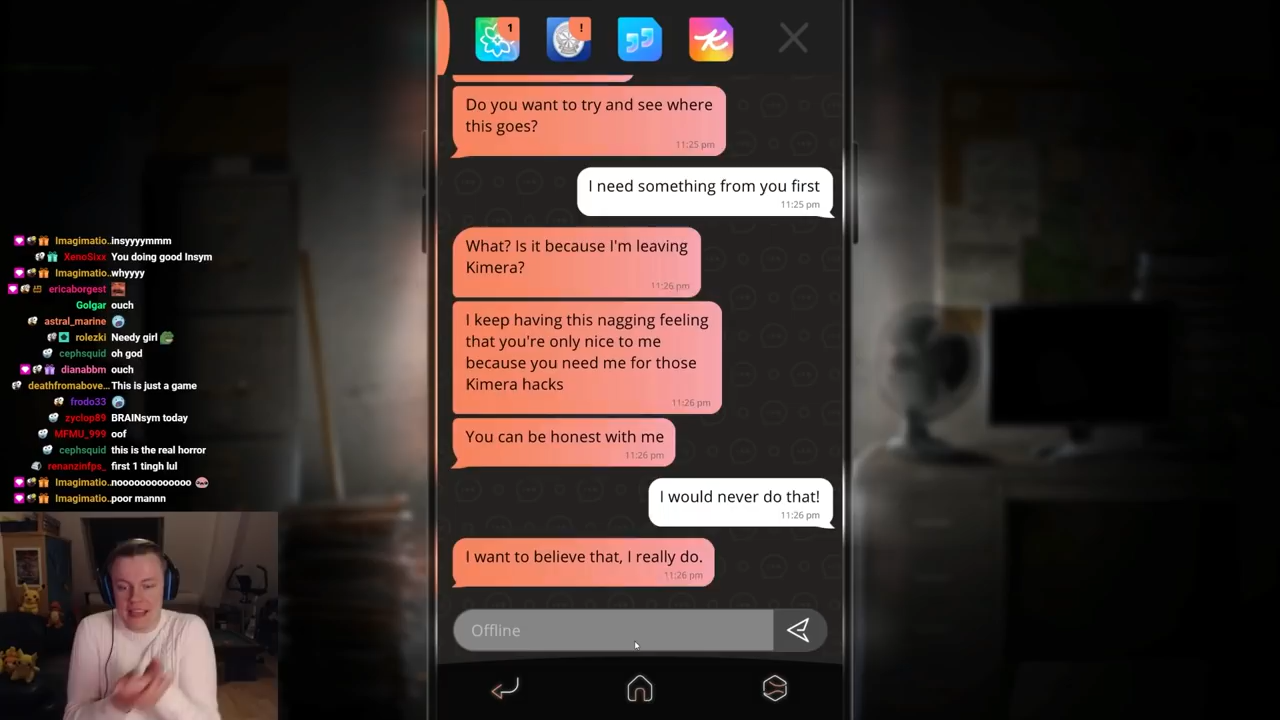 1
!
Do you want to try and see where
this goes?
11:25 pm
I need something from you first
11:25 pm
What? Is it because I'm leaving
Kimera?
11:26 pm
I keep having this nagging feeling
that you're only nice to me
because you need me for those
Kimera hacks
11:26 pm
You can be honest with me
11:26 pm
I would never do that!
11:26 pm
I want to believe that, I really do.
11:26 pm
Offline
Imagimatio.. insyyyymmm
XenoSixx You doing good Insym
Imagimatio.. whyyyy
ericaborgest
Golgar ouch
astral_marine
rolezki Needy girl
cephsquid oh god
dianabbm ouch
deathfromabove... This is just a game
frodo33
zyclop89 BRAINsym today
MFMU_999 oof
cephsquid this is the real horror
renanzinfps_ first 1 tingh lul
Imagimatio.. nooooooooooooo
Imagimatio.. poor mannn